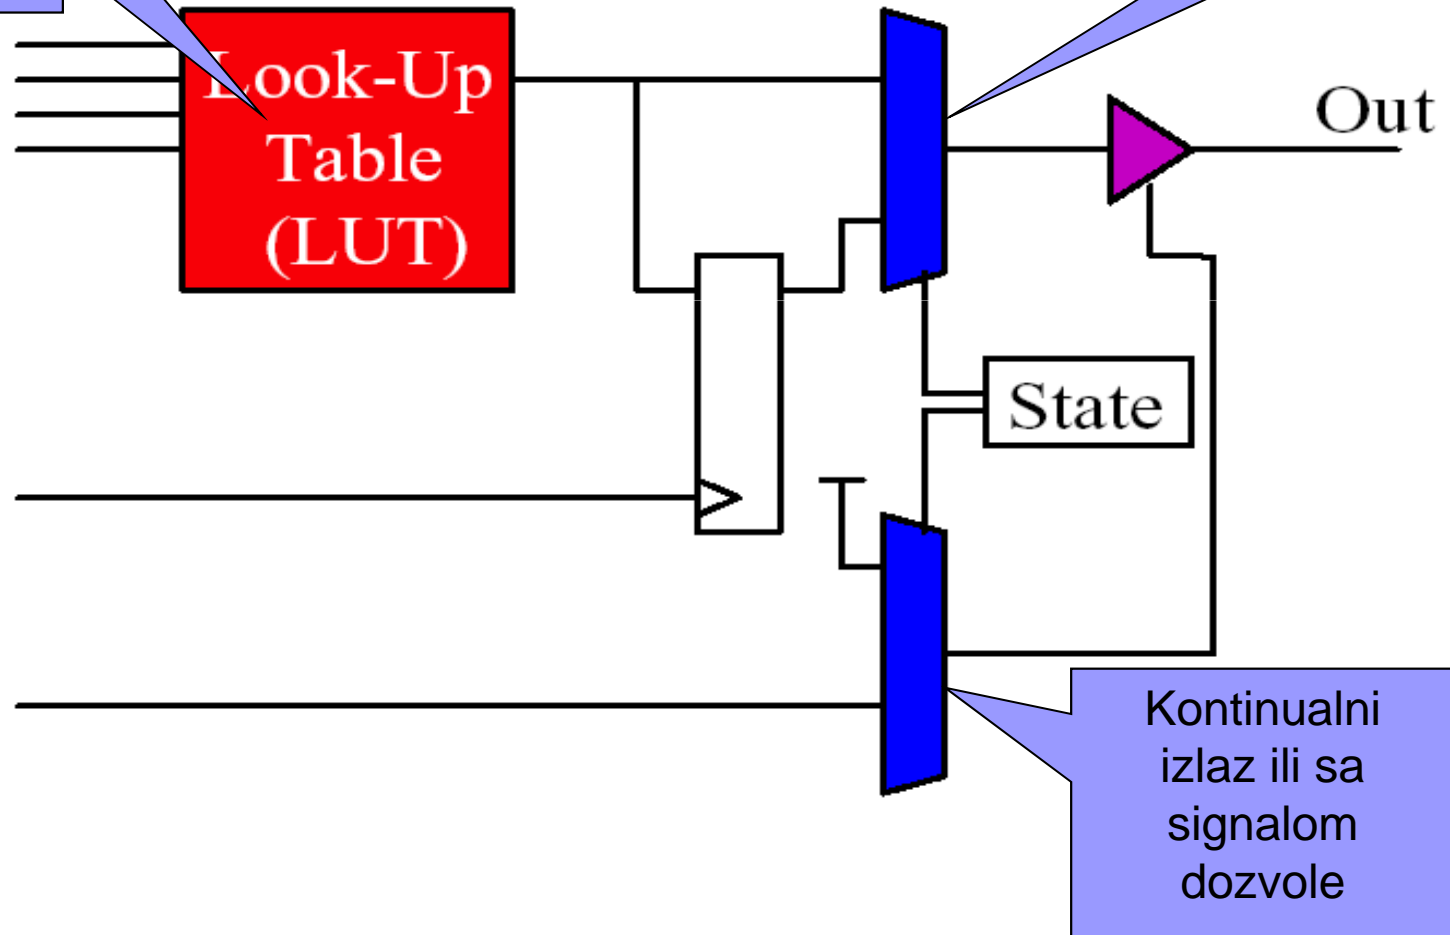 Look-Up
Table
(LUT)
Out
State
Kontinualni
izlaz ili sa
signalom
dozvole